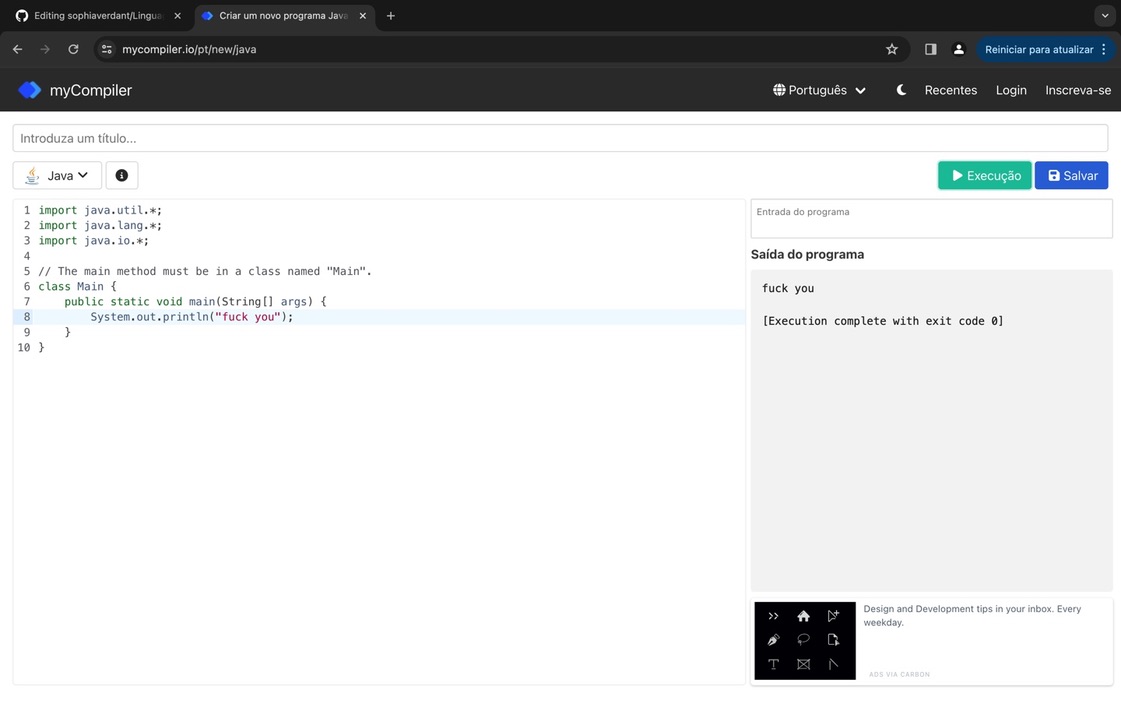 Editing sophiaverdant/Lingua
Criar um novo programa Java
mycompiler.io/pt/new/java
Reiniciar para atualizar
myCompiler
Português
Recentes
Login
Inscreva-se
Introduza um título...
Java
Execução
Salvar
1 import java.util.*;
2 import java.lang.*;
3 import java.io.*;
4
5 // The main method must be in a class named "Main".
6 class Main {
7     public static void main(String[] args) {
8         System.out.println("fuck you");
9     }
10 }
Entrada do programa
Saída do programa
fuck you
[Execution complete with exit code 0]
Design and Development tips in your inbox. Every
weekday.
ADS VIA CARBON